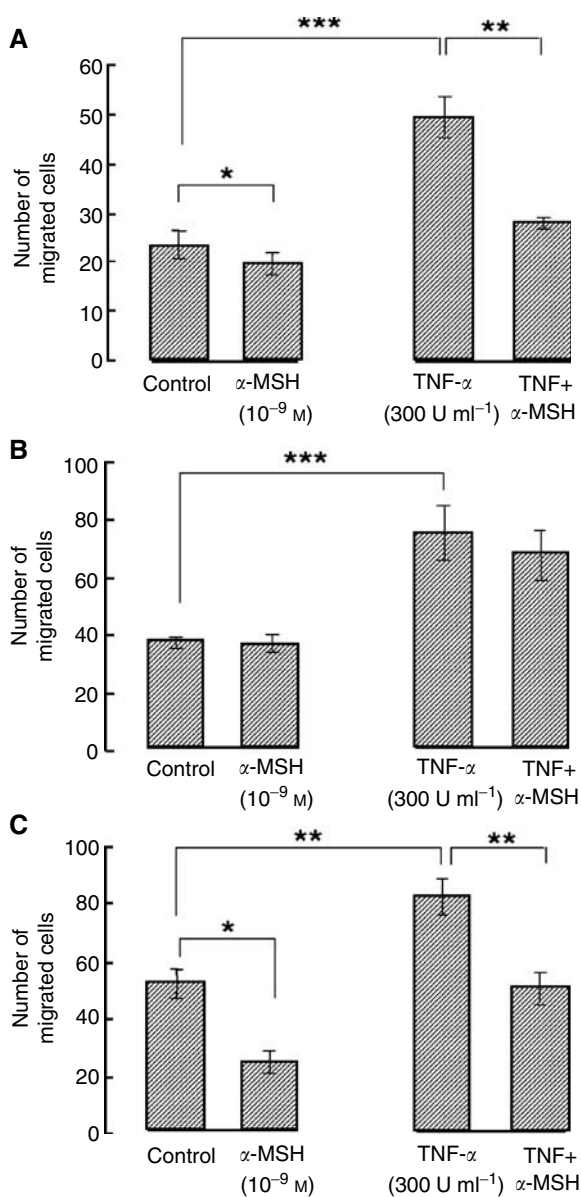 A
***
**
60
50
*
40
30
20
10
0
Number of
migrated cells
Control
α-MSH
(10⁻⁹ M)
TNF-α
(300 U ml⁻¹)
TNF+
α-MSH
B
***
100
80
60
40
20
0
Number of
migrated cells
Control
α-MSH
(10⁻⁹ M)
TNF-α
(300 U ml⁻¹)
TNF+
α-MSH
C
**
**
100
80
*
60
40
20
0
Number of
migrated cells
Control
α-MSH
(10⁻⁹ M)
TNF-α
(300 U ml⁻¹)
TNF+
α-MSH